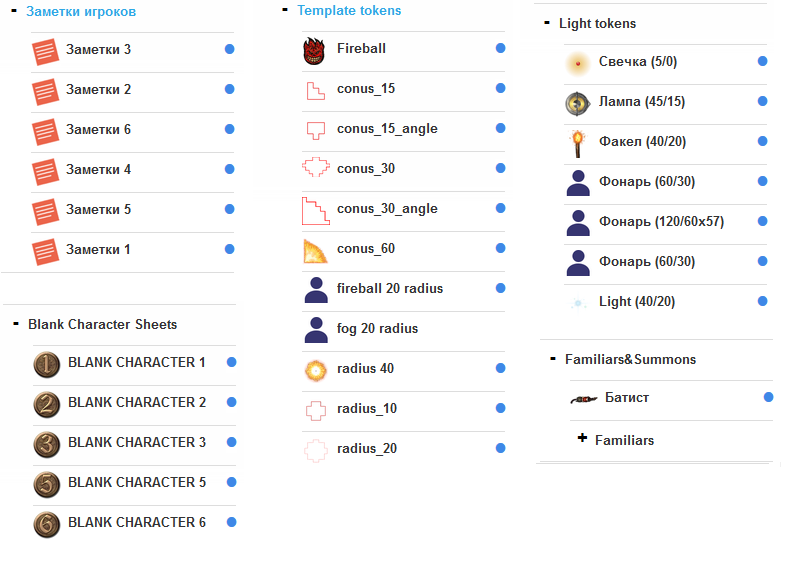 - Заметки игроков
Заметки 3
Заметки 2
Заметки 6
Заметки 4
Заметки 5
Заметки 1
- Blank Character Sheets
1 BLANK CHARACTER 1
2 BLANK CHARACTER 2
3 BLANK CHARACTER 3
5 BLANK CHARACTER 5
6 BLANK CHARACTER 6
- Template tokens
Fireball
conus_15
conus_15_angle
conus_30
conus_30_angle
conus_60
fireball 20 radius
fog 20 radius
radius 40
radius_10
radius_20
- Light tokens
Свечка (5/0)
Лампа (45/15)
Факел (40/20)
Фонарь (60/30)
Фонарь (120/60x57)
Фонарь (60/30)
Light (40/20)
- Familiars&Summons
Батист
+ Familiars